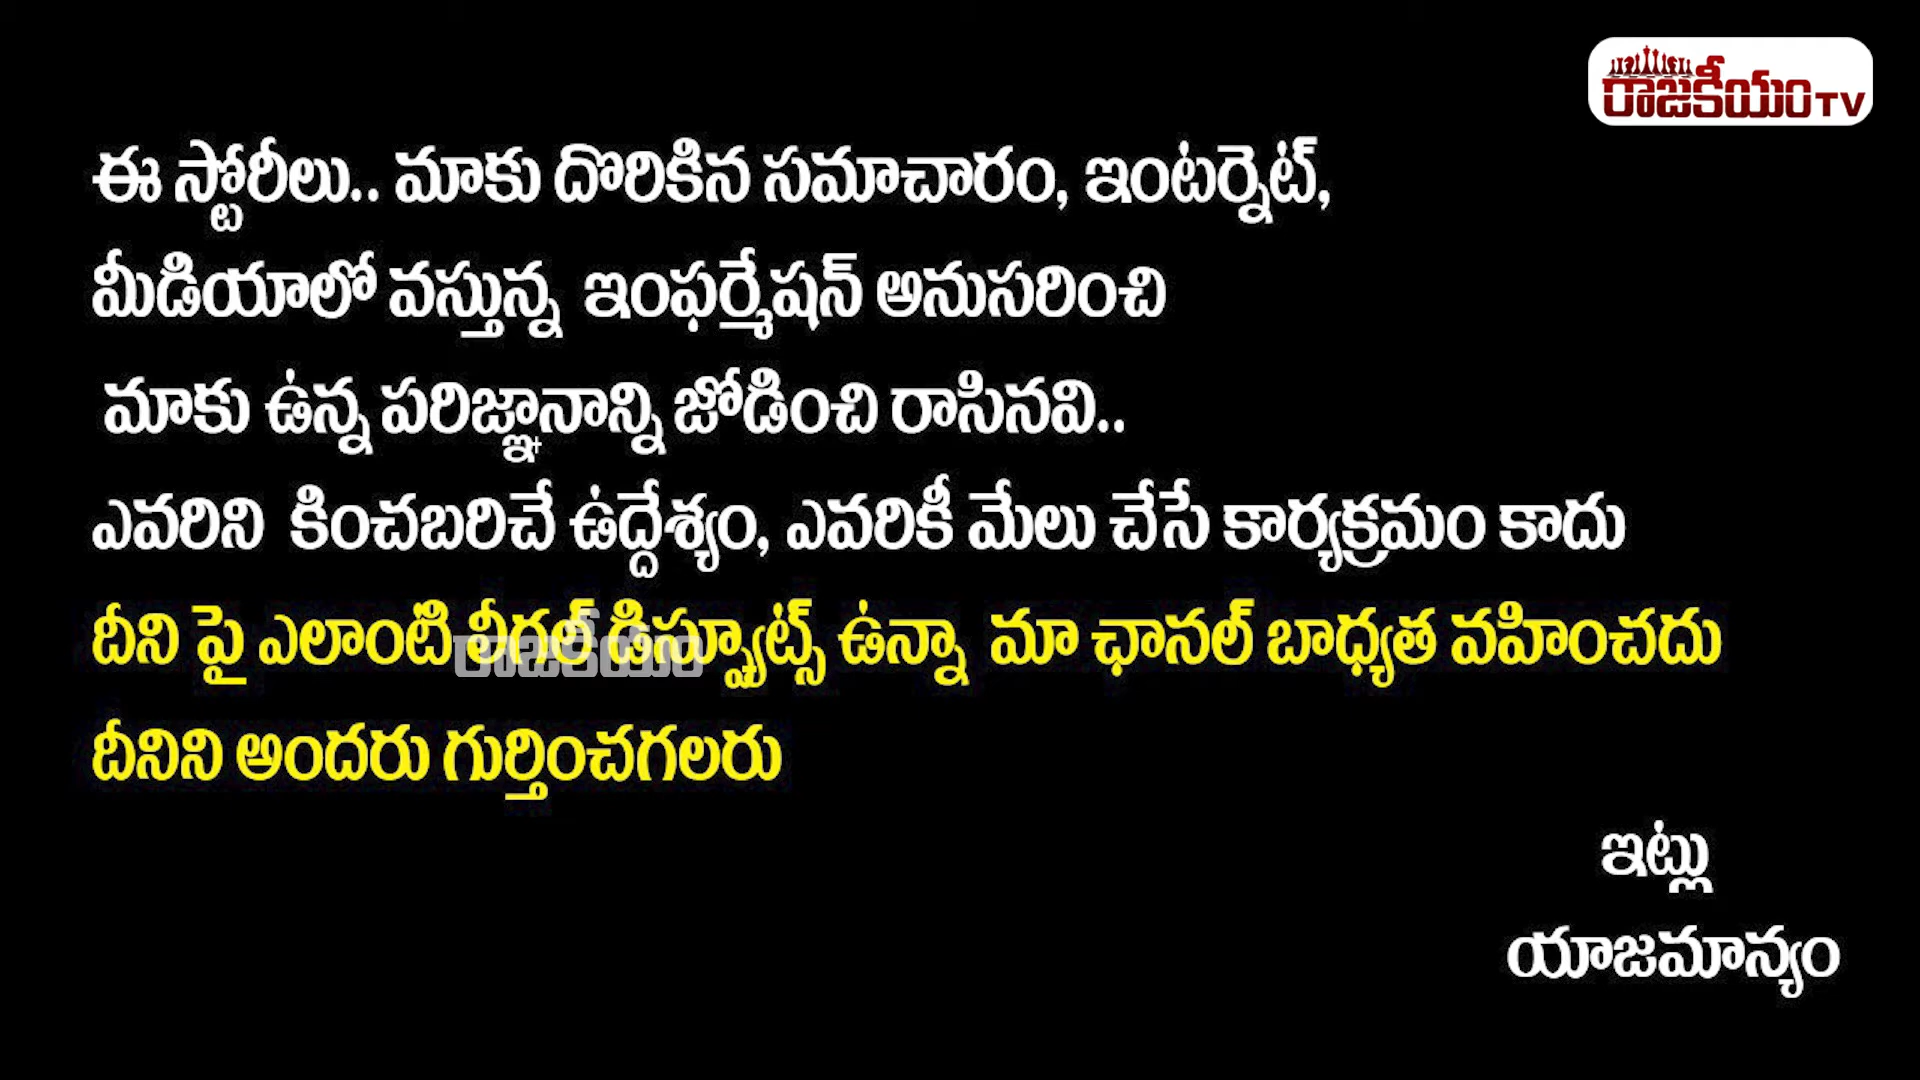 రాజకీయం TV
ఈ స్టోరీలు.. మాకు దొరికిన సమాచారం, ఇంటర్నెట్,
మీడియాలో వస్తున్న ఇంఫర్మేషన్ అనుసరించి
మాకు ఉన్న పరిజ్ఞానాన్ని జోడించి రాసినవి..
ఎవరిని కించబరిచే ఉద్దేశ్యం, ఎవరికీ మేలు చేసే కార్యక్రమం కాదు
దీని పై ఎలాంటి లీగల్ డిస్ప్యూట్స్ ఉన్నా మా ఛానల్ బాధ్యత వహించదు
రాజకీయం
దీనిని అందరు గుర్తించగలరు
ఇట్లు
యాజమాన్యం